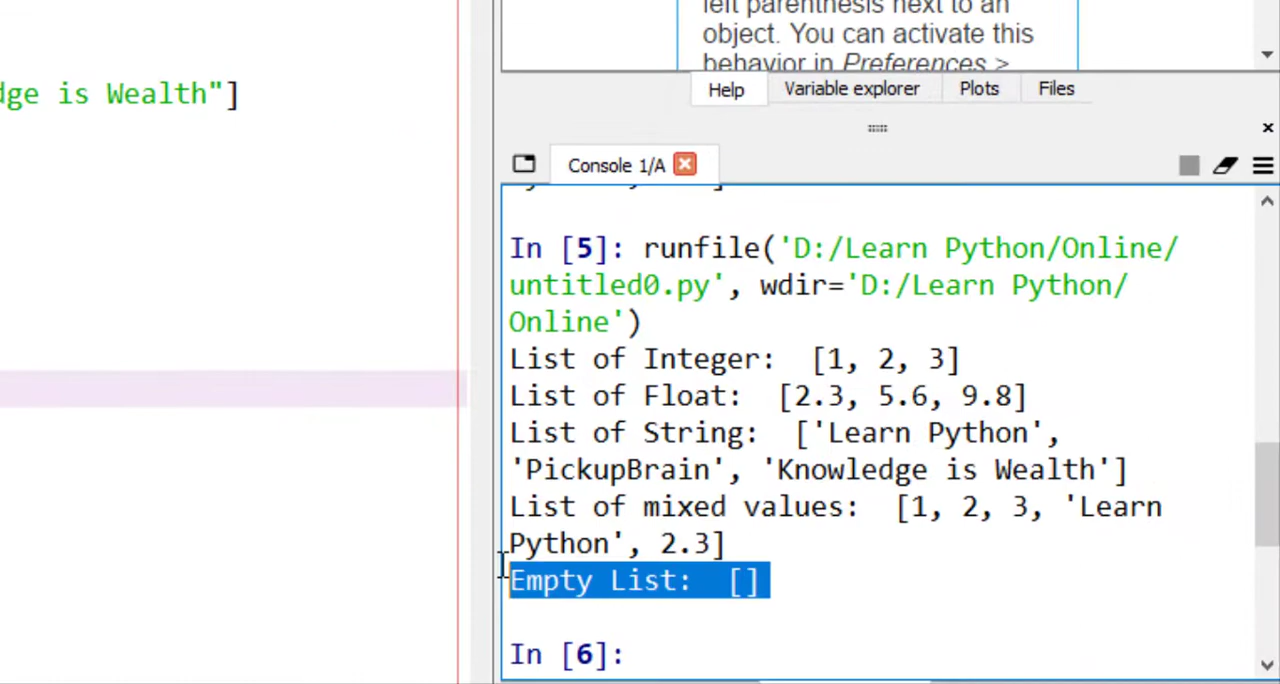 left parenthesis next to an
object. You can activate this
behavior in Preferences >
dge is Wealth"]
Help Variable explorer Plots Files
Console 1/A
In [5]: runfile('D:/Learn Python/Online/
untitled0.py', wdir='D:/Learn Python/
Online')
List of Integer:  [1, 2, 3]
List of Float:  [2.3, 5.6, 9.8]
List of String:  ['Learn Python',
'PickupBrain', 'Knowledge is Wealth']
List of mixed values:  [1, 2, 3, 'Learn
Python', 2.3]
Empty List:  []
In [6]: